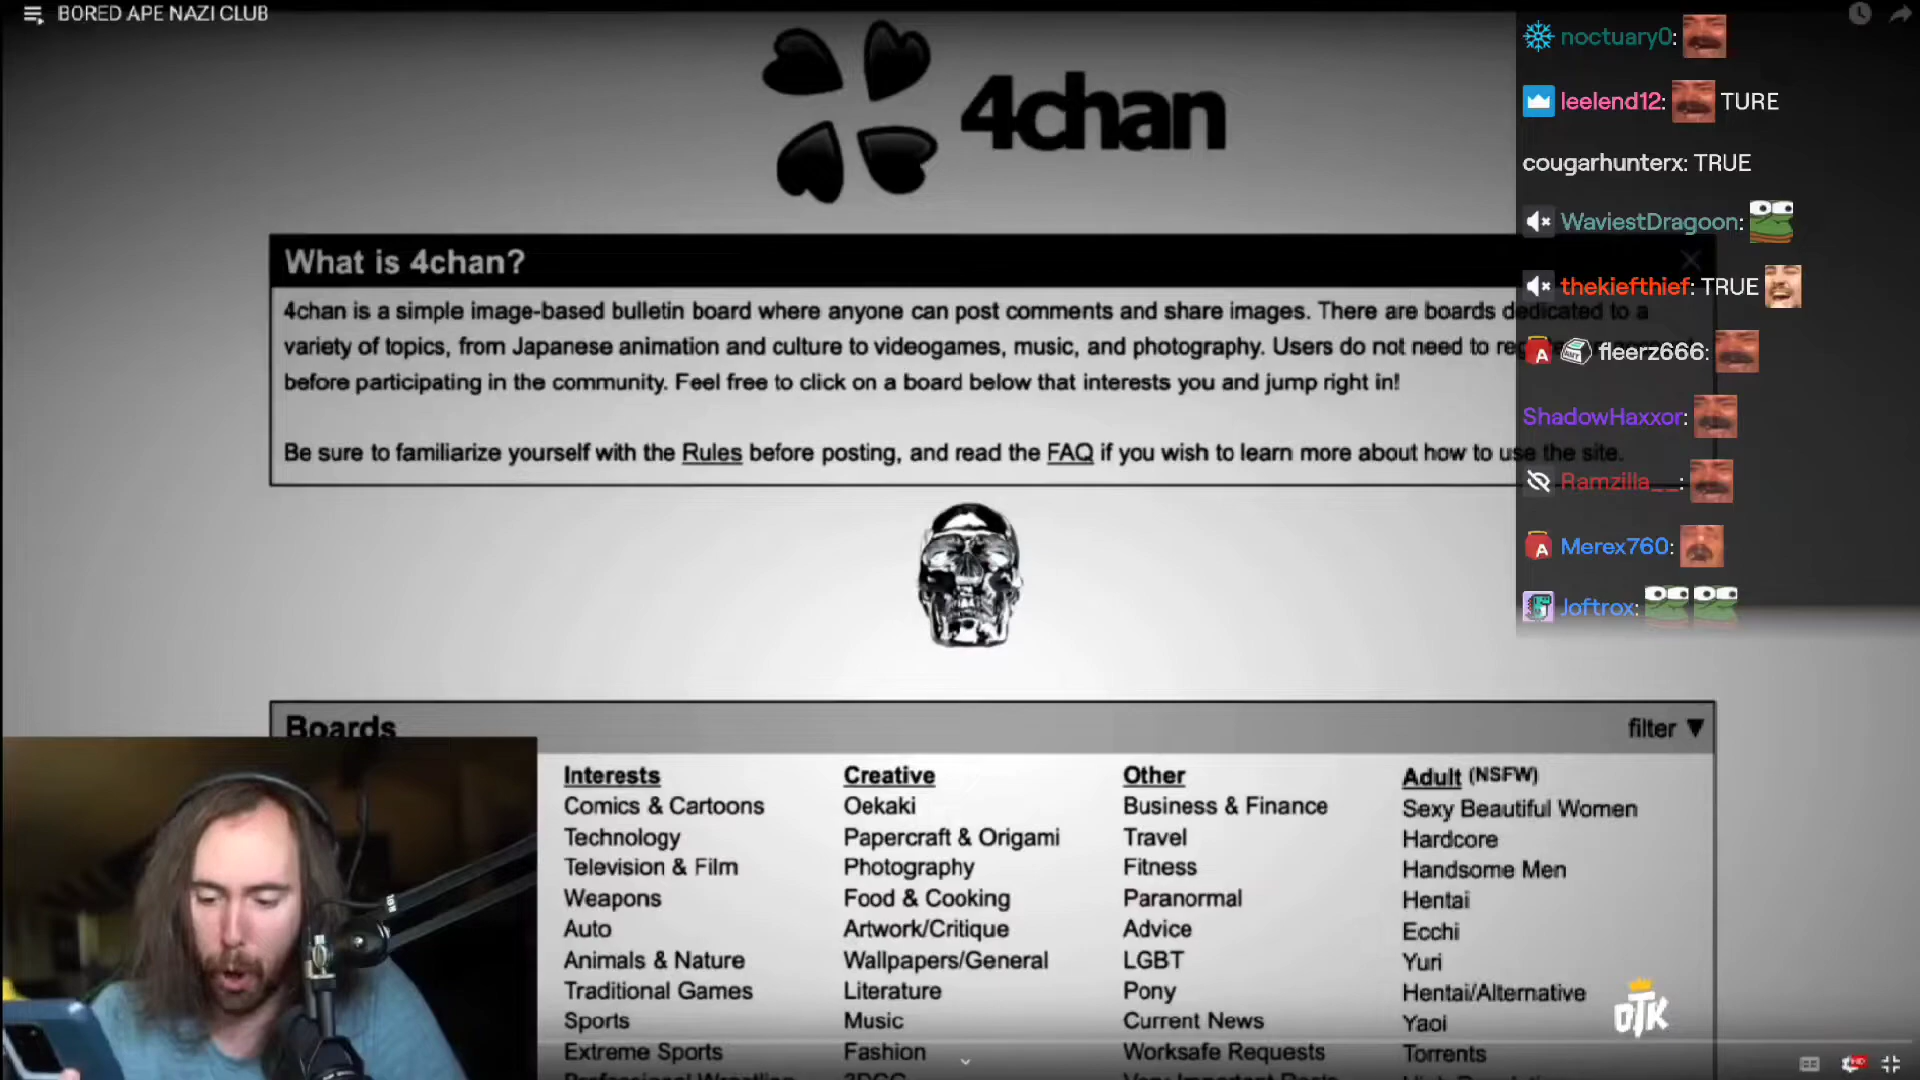 BORED APE NAZI CLUB
4chan
What is 4chan?
4chan is a simple image-based bulletin board where anyone can post comments and share images. There are boards dedicated to a
variety of topics, from Japanese animation and culture to videogames, music, and photography. Users do not need to
before participating in the community. Feel free to click on a board below that interests you and jump right in!
Be sure to familiarize yourself with the Rules before posting, and read the FAQ if you wish to learn more about how to use the site.
noctuary0:
leelend12: TURE
cougarhunterx: TRUE
WaviestDragoon:
thekiefthief: TRUE
A fleerz666:
ShadowHaxxor:
Ramzilla__:
A Merex760:
Joftrox:
Boards
filter ▼
Interests
Comics & Cartoons
Technology
Television & Film
Weapons
Auto
Animals & Nature
Traditional Games
Sports
Extreme Sports
Creative
Oekaki
Papercraft & Origami
Photography
Food & Cooking
Artwork/Critique
Wallpapers/General
Literature
Music
Fashion
Other
Business & Finance
Travel
Fitness
Paranormal
Advice
LGBT
Pony
Current News
Worksafe Requests
Adult (NSFW)
Sexy Beautiful Women
Hardcore
Handsome Men
Hentai
Ecchi
Yuri
Hentai/Alternative
Yaoi
Torrents
OTK
HD